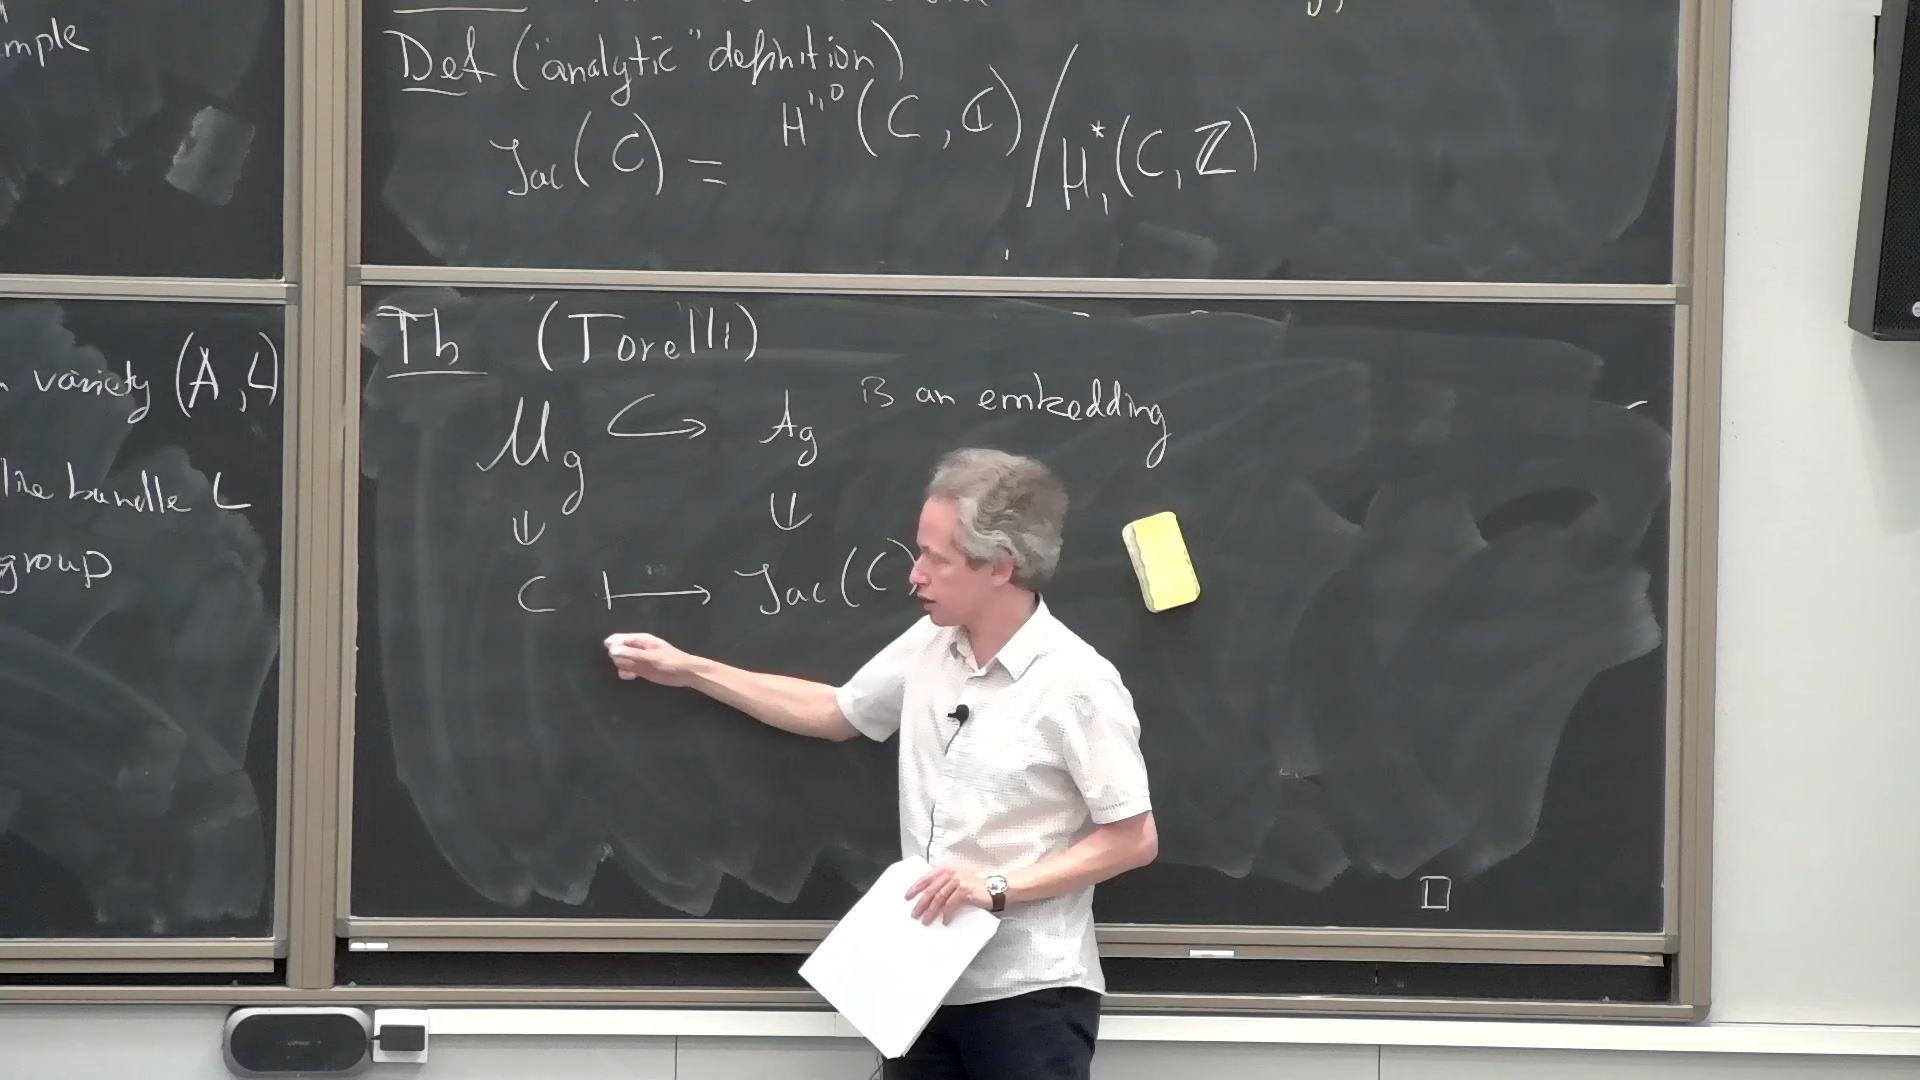 mple
variety (A, L)
line bundle L
group
Def ("analytic" definition)
Jac(C) = H^{1,0}(C, ℂ) / H_1^*(C, ℤ)
Th (Torelli)
M_g ↪ A_g is an embedding
C ↦ Jac(C)